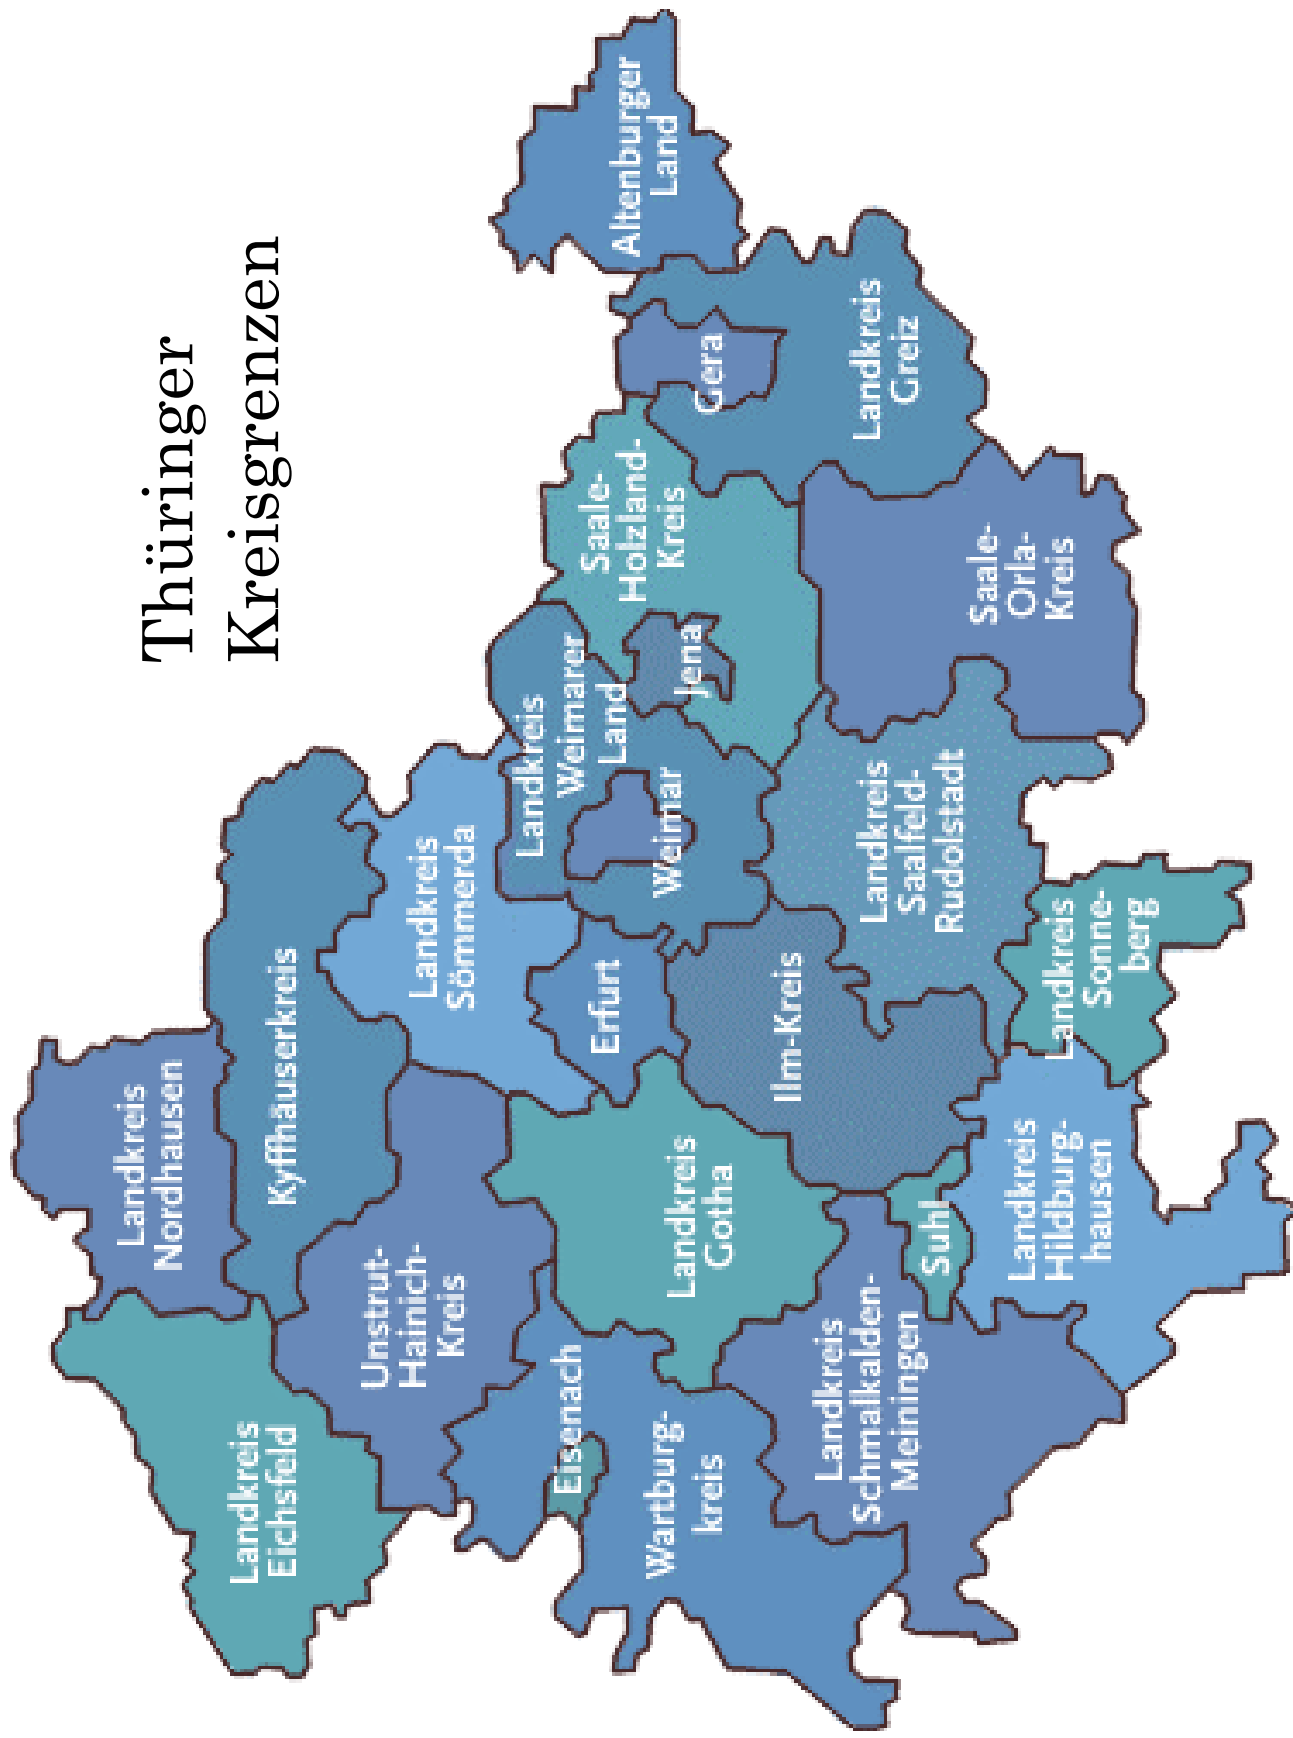 Thüringer
Kreisgrenzen
Landkreis
Nordhausen
Landkreis
Eichsfeld
Kyffhäuserkreis
Unstrut-
Hainich-
Kreis
Landkreis
Sömmerda
Landkreis
Weimarer
Land
Weimar
Erfurt
Landkreis
Gotha
Eisenach
Wartburg-
kreis
Ilm-Kreis
Jena
Saale-
Holzland-
Kreis
Gera
Altenburger
Land
Landkreis
Greiz
Saale-
Orla-
Kreis
Landkreis
Saalfeld-
Rudolstadt
Landkreis
Schmalkalden-
Meiningen
Suhl
Landkreis
Hildburg-
hausen
Landkreis
Sonne-
berg